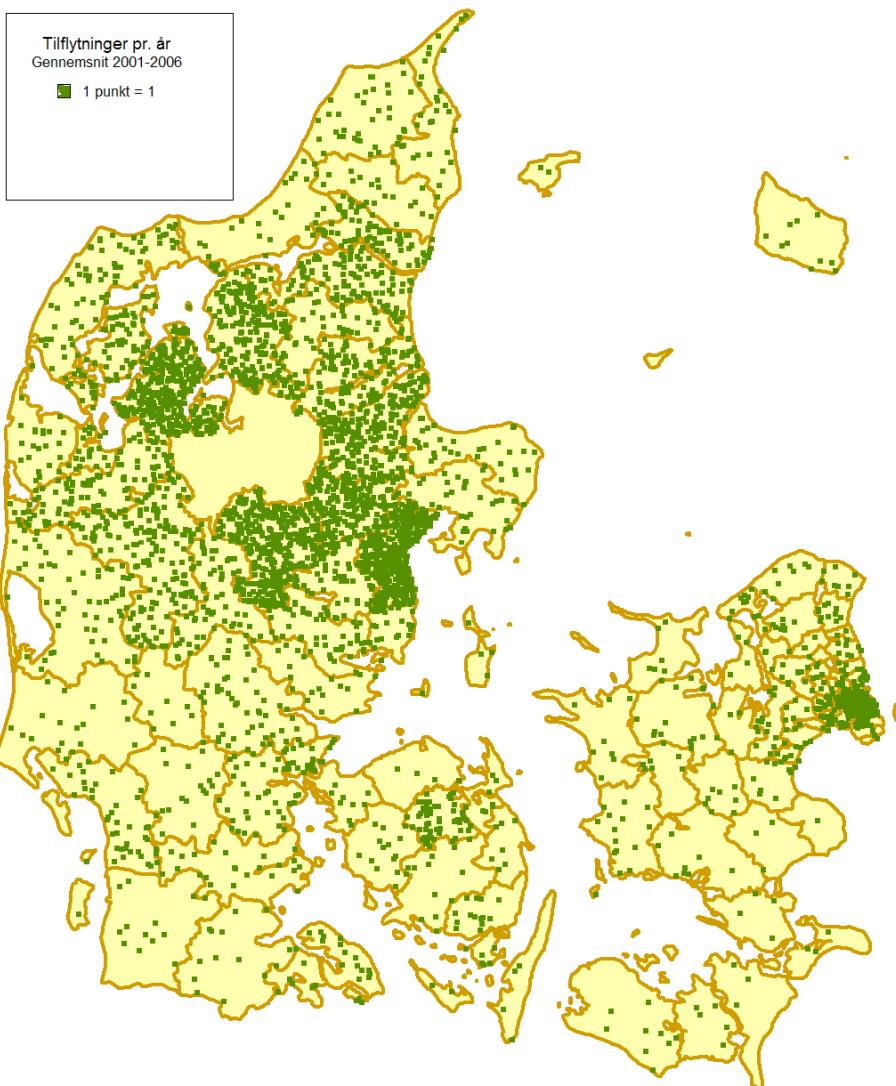 Tilflytninger pr. år
Gennemsnit 2001-2006
1 punkt = 1